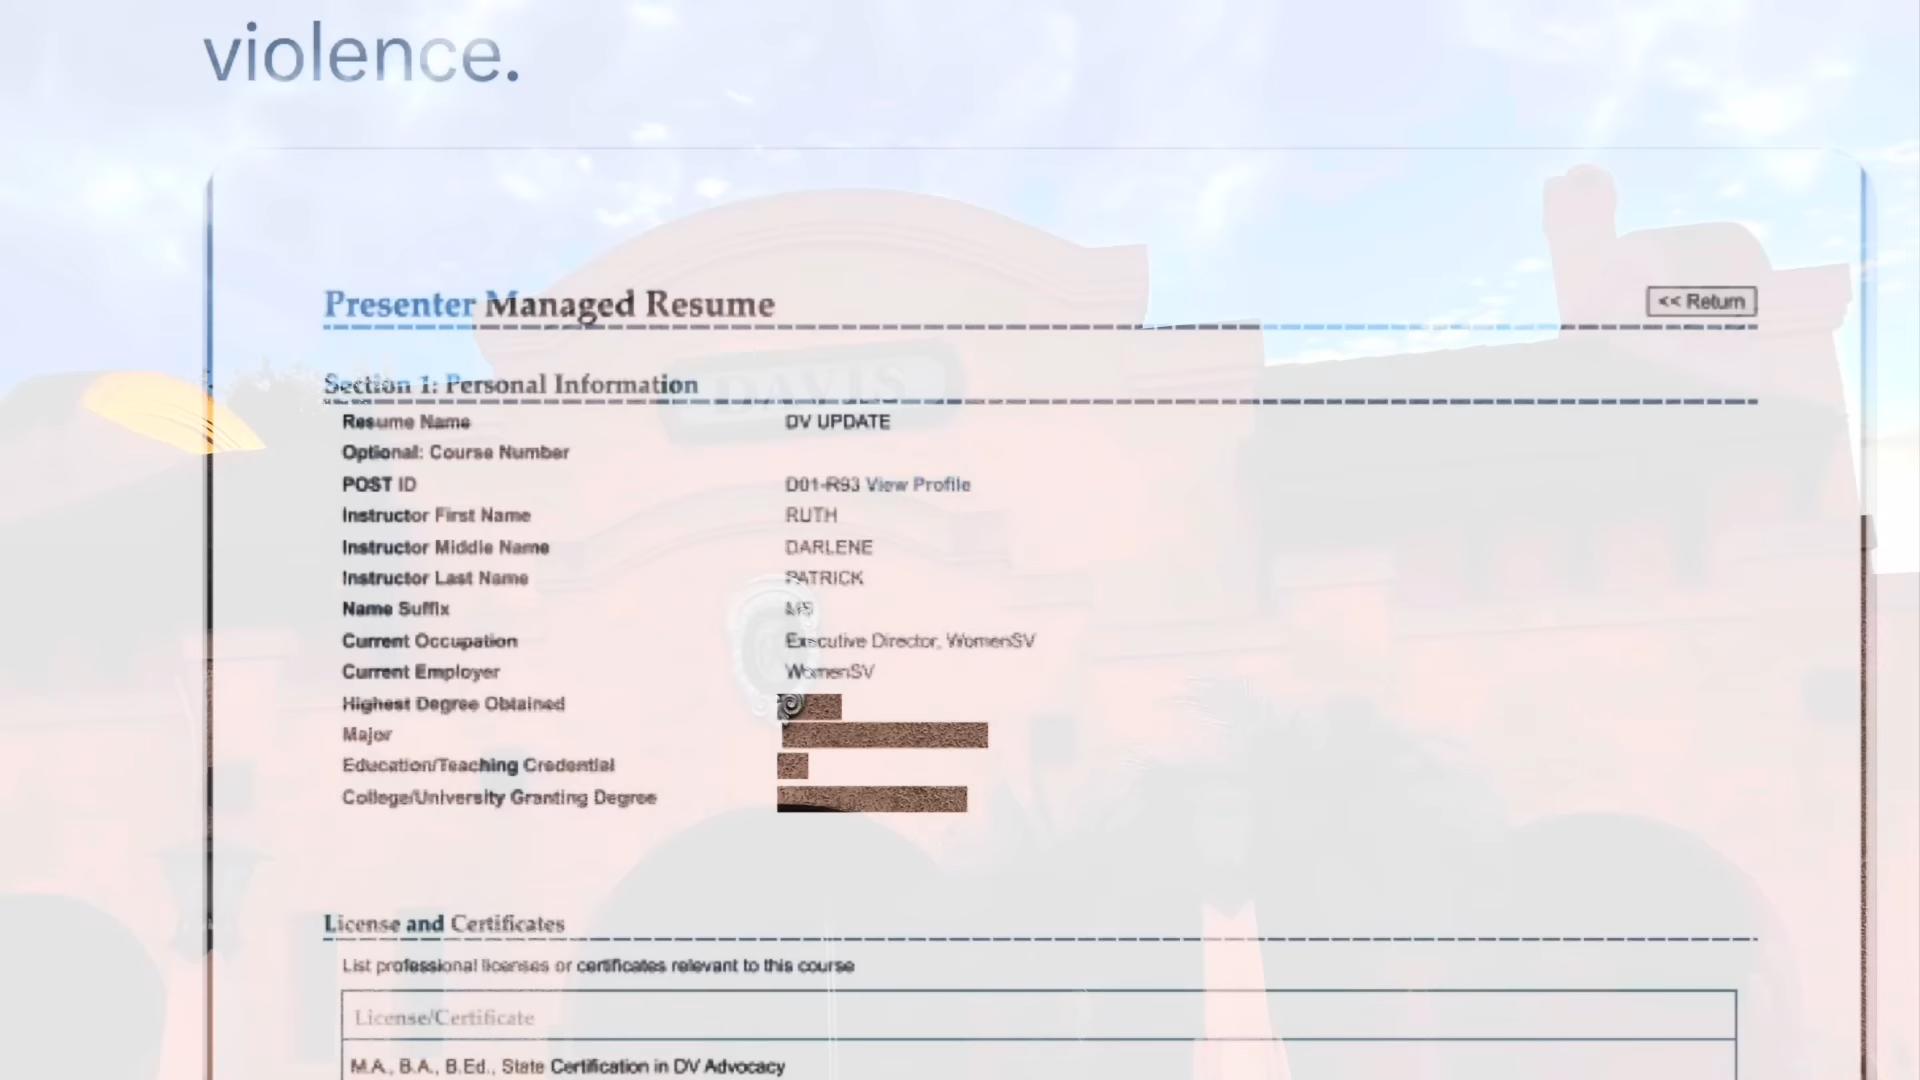 violence.
Presenter Managed Resume
<< Return
Section 1: Personal Information
DAVIS
Resume Name DV UPDATE
Optional: Course Number
POST ID D01-R93 View Profile
Instructor First Name RUTH
Instructor Middle Name DARLENE
Instructor Last Name PATRICK
Name Suffix MS
Current Occupation Executive Director, WomenSV
Current Employer WomenSV
Highest Degree Obtained
Major
Education/Teaching Credential
College/University Granting Degree
License and Certificates
List professional licenses or certificates relevant to this course
License/Certificate
M.A., B.A., B.Ed., State Certification in DV Advocacy